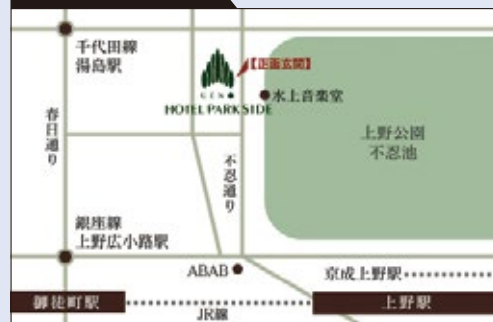 千代田線
湯島駅
【正面玄関】
UENO
HOTEL PARKSIDE
水上音楽堂
上野公園
不忍池
春日通り
不忍通り
銀座線
上野広小路駅
ABAB
京成上野駅
御徒町駅
JR線
上野駅